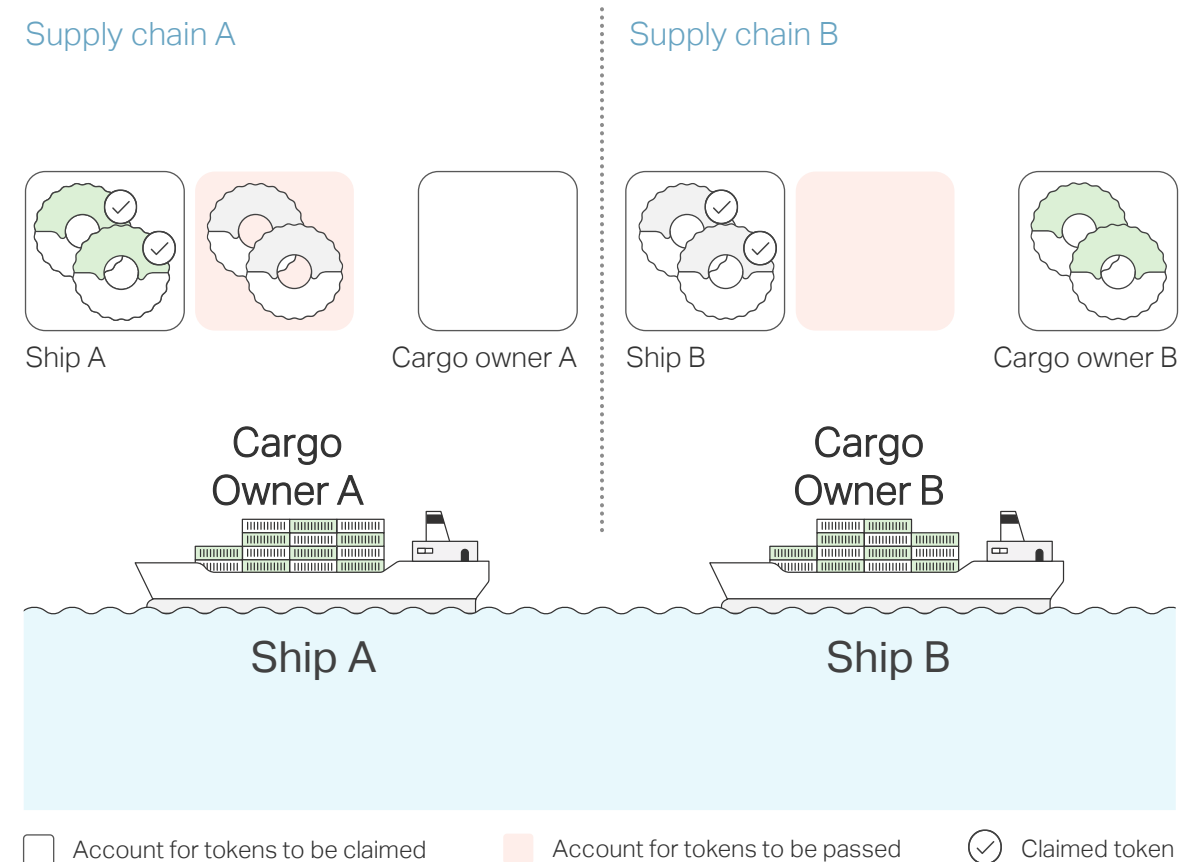 Supply chain A
Supply chain B
Ship A
Cargo owner A
Ship B
Cargo owner B
Cargo
Owner A
Cargo
Owner B
Ship A
Ship B
Account for tokens to be claimed
Account for tokens to be passed
Claimed token